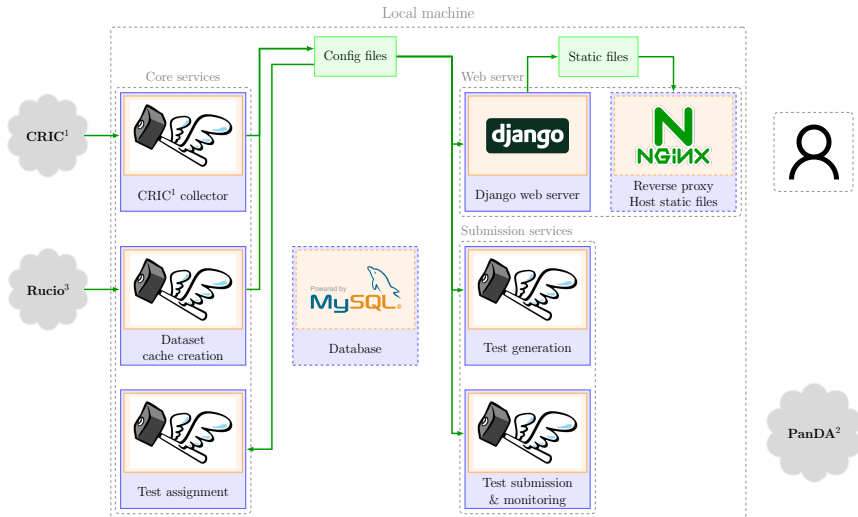 Local machine
Config files
Static files
Core services
Web server
CRIC¹
django
NGiNX
CRIC¹ collector
Django web server
Reverse proxy
Host static files
Submission services
Rucio³
Powered by
MySQL®
Dataset
cache creation
Database
Test generation
PanDA²
Test assignment
Test submission
& monitoring